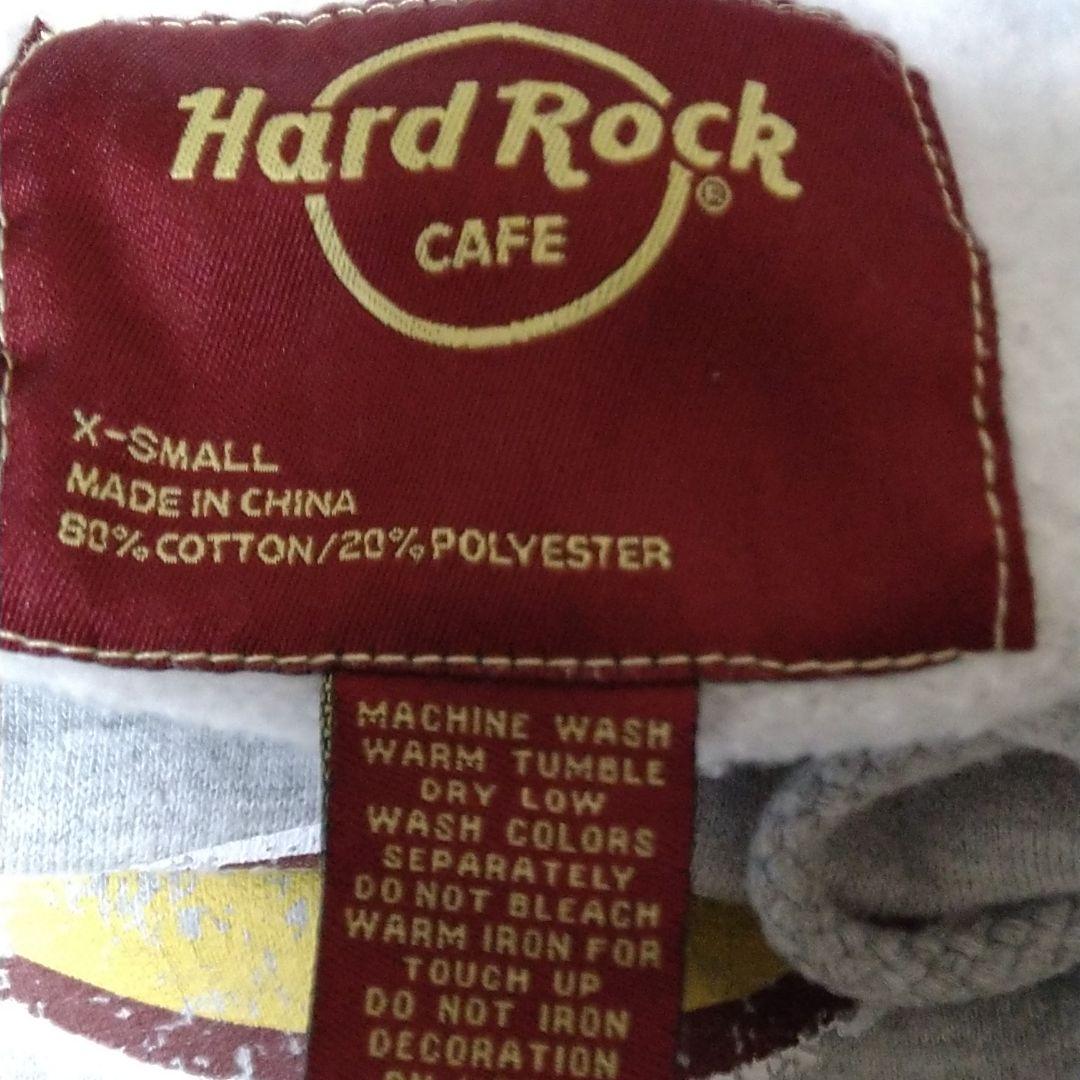 Hard Rock
®
CAFE
X-SMALL
MADE IN CHINA
80% COTTON/20% POLYESTER
MACHINE WASH
WARM TUMBLE
DRY LOW
WASH COLORS
SEPARATELY
DO NOT BLEACH
WARM IRON FOR
TOUCH UP
DO NOT IRON
DECORATION